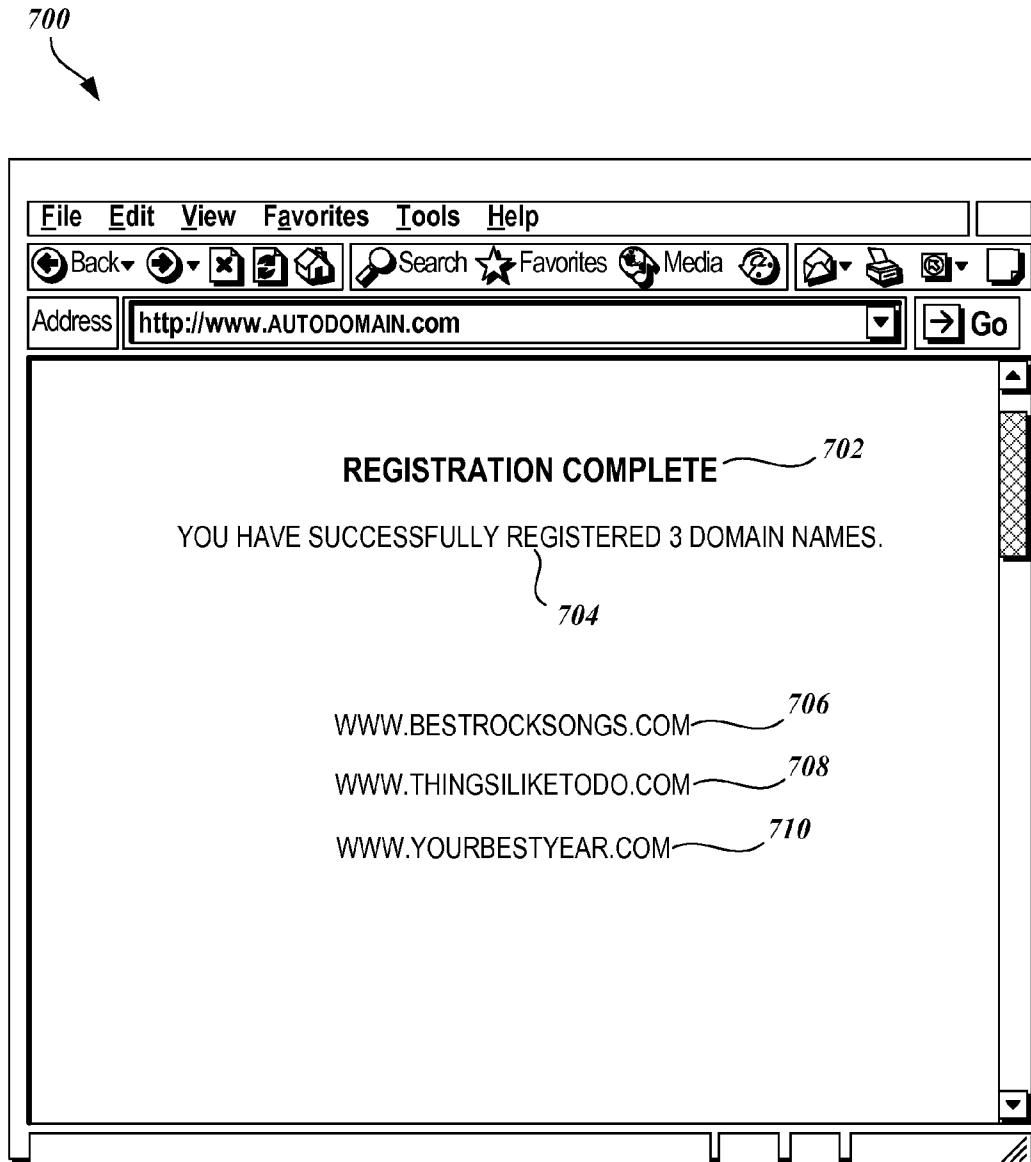 700
File Edit View Favorites Tools Help
Back Search Favorites Media
Address http://www.AUTODOMAIN.com Go
REGISTRATION COMPLETE 702
YOU HAVE SUCCESSFULLY REGISTERED 3 DOMAIN NAMES.
704
WWW.BESTROCKSONGS.COM 706
WWW.THINGSILIKETODO.COM 708
WWW.YOURBESTYEAR.COM 710